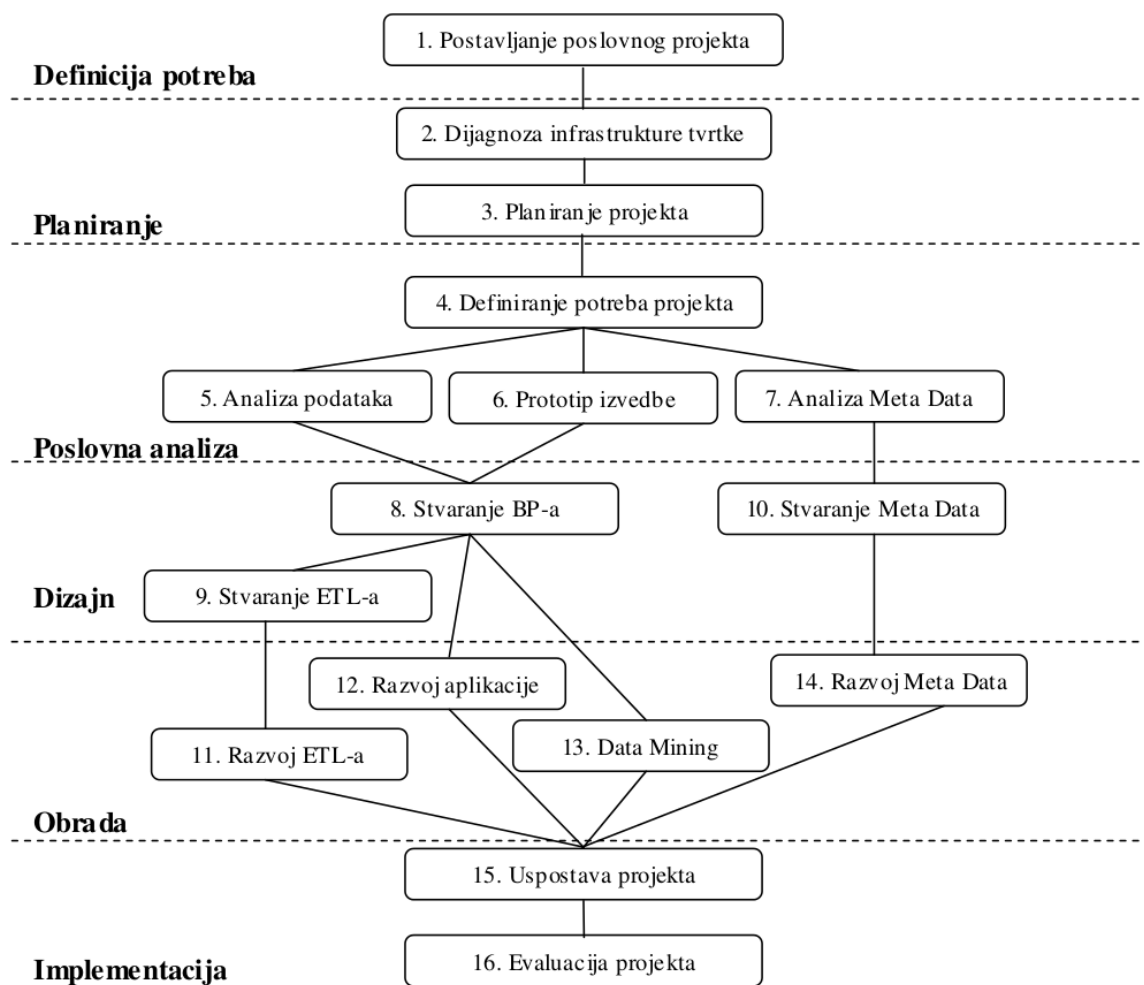 1. Postavljanje poslovnog projekta
Definicija potreba
2. Dijagnoza infrastrukture tvrtke
3. Planiranje projekta
Planiranje
4. Definiranje potreba projekta
5. Analiza podataka
6. Prototip izvedbe
7. Analiza Meta Data
Poslovna analiza
8. Stvaranje BP-a
10. Stvaranje Meta Data
9. Stvaranje ETL-a
Dizajn
12. Razvoj aplikacije
14. Razvoj Meta Data
11. Razvoj ETL-a
13. Data Mining
Obrada
15. Uspostava projekta
16. Evaluacija projekta
Implementacija